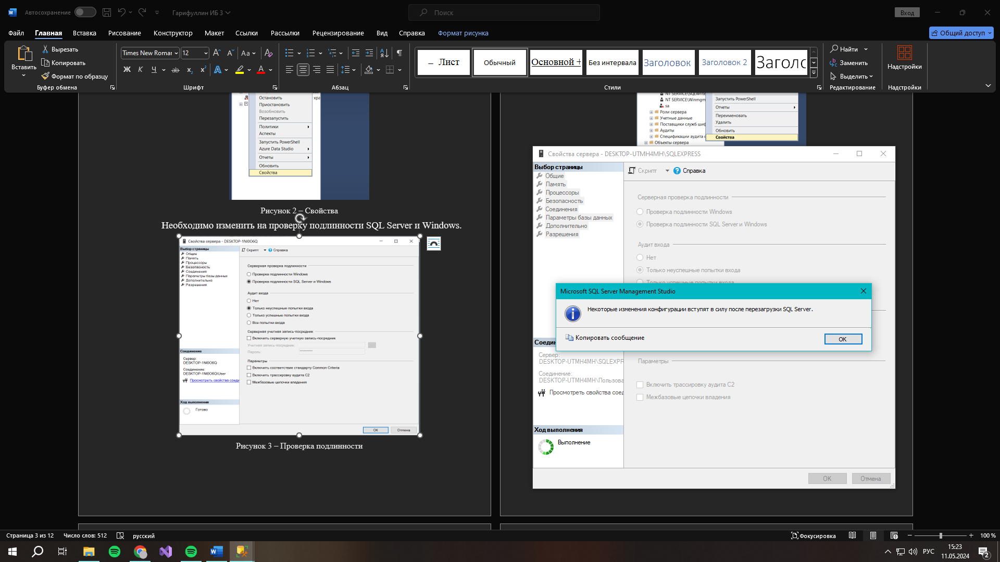 Автосохранение
Гарифуллин ИБ 3
Поиск
Вход
Файл
Главная
Вставка
Рисование
Конструктор
Макет
Ссылки
Рассылки
Рецензирование
Вид
Справка
Формат рисунка
Общий доступ
Вставить
Вырезать
Копировать
Формат по образцу
Буфер обмена
Times New Roman
12
Шрифт
Абзац
Лист
Обычный
Основной +
Без интервала
Заголовок
Заголовок 2
Стили
Найти
Заменить
Выделить
Редактирование
Надстройки
Надстройки
Остановить
Приостановить
Возобновить
Перезапустить
Политики
Аспекты
Запустить PowerShell
Azure Data Studio
Отчеты
Обновить
Свойства
Рисунок 2 – Свойства
Необходимо изменить на проверку подлинности SQL Server и Windows.
Свойства сервера - DESKTOP-1NI0O6Q
Выбор страницы
Общие
Память
Процессоры
Безопасность
Соединения
Параметры базы данных
Дополнительно
Разрешения
Скрипт
Справка
Серверная проверка подлинности
Проверка подлинности Windows
Проверка подлинности SQL Server и Windows
Аудит входа
Нет
Только неуспешные попытки входа
Только успешные попытки входа
Все попытки входа
Серверная учетная запись-посредник
Включить серверную учетную запись-посредник
Учетная запись-посредник:
Пароль:
Параметры
Включить соответствие стандарту Common Criteria
Включить трассировку аудита C2
Межбазовые цепочки владения
Соединение
Сервер:
DESKTOP-1NI0O6Q
Соединение:
DESKTOP-1NI0O6Q\User
Просмотреть свойства соеди
Ход выполнения
Готово
OK
Отмена
Рисунок 3 – Проверка подлинности
NT SERVICE\SQLWrite
NT SERVICE\Winmgm
sa
Роли сервера
Учетные данные
Поставщики служб шиф
Аудиты
Спецификации аудита с
Объекты сервера
Запустить PowerShell
Отчеты
Переименовать
Удалить
Обновить
Свойства
Свойства сервера - DESKTOP-UTMH4MH\SQLEXPRESS
Выбор страницы
Общие
Память
Процессоры
Безопасность
Соединения
Параметры базы данных
Дополнительно
Разрешения
Скрипт
Справка
Серверная проверка подлинности
Проверка подлинности Windows
Проверка подлинности SQL Server и Windows
Аудит входа
Нет
Только неуспешные попытки входа
Только успешные попытки входа
Microsoft SQL Server Management Studio
Некоторые изменения конфигурации вступят в силу после перезагрузки SQL Server.
Копировать сообщение
OK
Соедин
Сервер:
DESKTOP-UTMH4MH\SQLEXPR
Соединение:
DESKTOP-UTMH4MH\Пользова
Просмотреть свойства соед
Параметры
Включить трассировку аудита C2
Межбазовые цепочки владения
Ход выполнения
Выполнение
OK
Отмена
Страница 3 из 12
Число слов: 512
русский
Фокусировка
100 %
РУС
15:23
11.05.2024
2